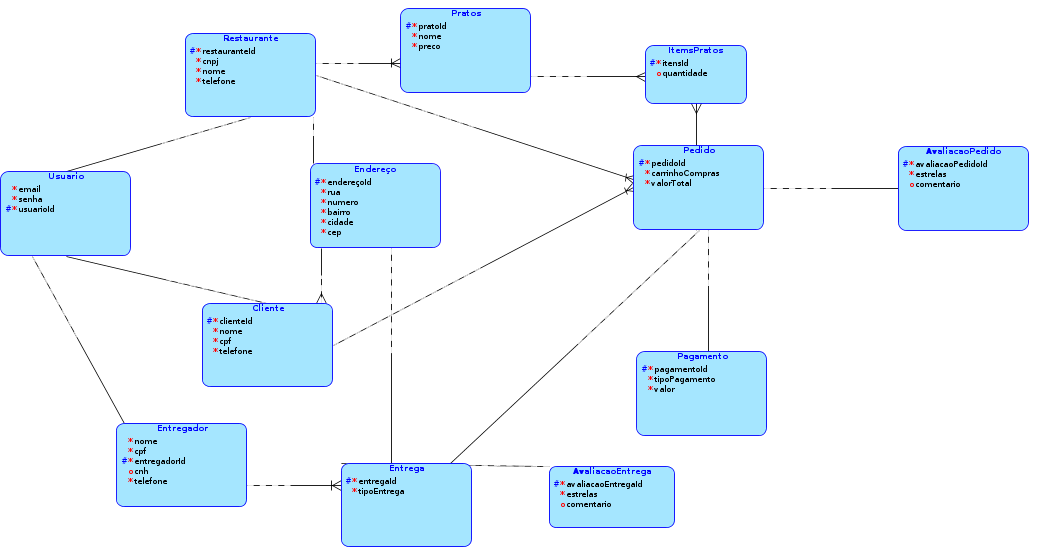 Pratos
#*pratoId
*nome
*preco
Restaurante
#*restauranteId
*cnpj
*nome
*telefone
ItemsPratos
#*itensId
o quantidade
Pedido
#*pedidoId
*carrinhoCompras
*valorTotal
AvaliacaoPedido
#*avaliacaoPedidoId
*estrelas
o comentario
Usuario
*email
*senha
#*usuarioId
Endereço
#*endereçoId
*rua
*numero
*bairro
*cidade
*cep
Cliente
#*clienteId
*nome
*cpf
*telefone
Pagamento
#*pagamentoId
*tipoPagamento
*valor
Entregador
*nome
*cpf
#*entregadorId
o cnh
*telefone
Entrega
#*entregaId
*tipoEntrega
AvaliacaoEntrega
#*avaliacaoEntregaId
*estrelas
o comentario